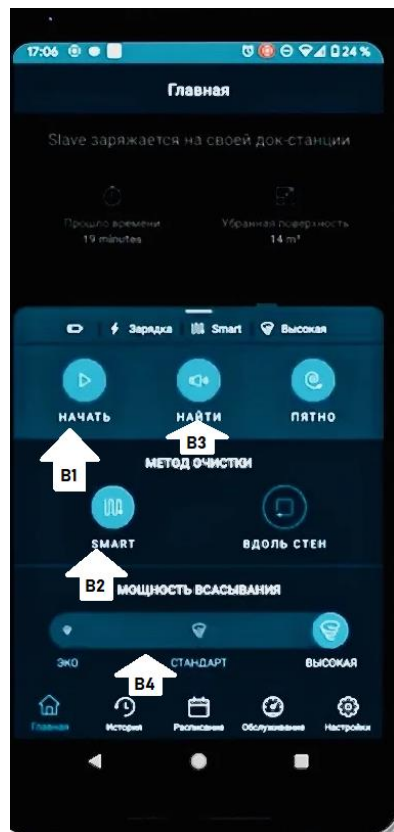 17:06 24 %
Главная
Slave заряжается на своей док-станции
Прошло времени Убранная поверхность
19 minutes 14 m²
Зарядка Smart Высокая
НАЧАТЬ НАЙТИ ПЯТНО
B3
МЕТОД ОЧИСТКИ
B1
SMART ВДОЛЬ СТЕН
B2 МОЩНОСТЬ ВСАСЫВАНИЯ
ЭКО СТАНДАРТ ВЫСОКАЯ
B4
Главная История Расписание Обслуживание Настройки